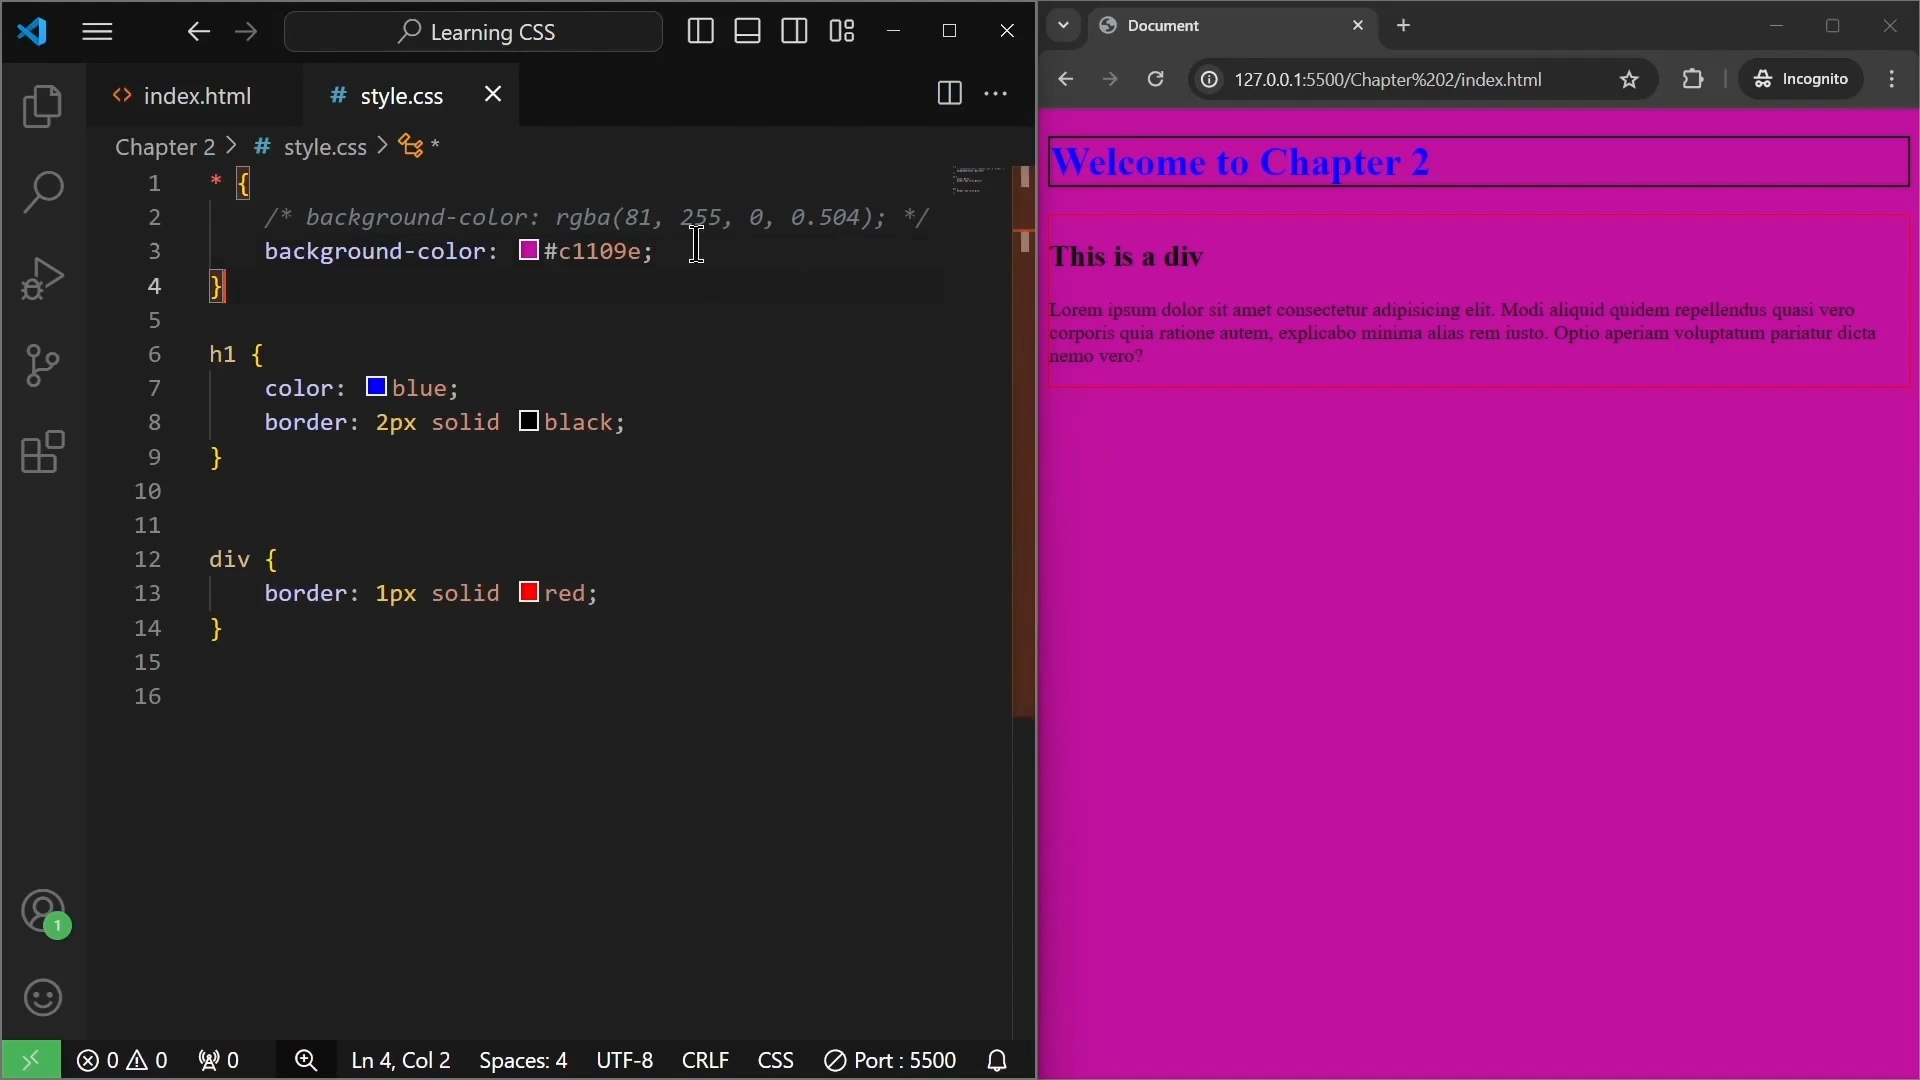 Learning CSS
index.html
# style.css
Chapter 2 > # style.css > *
1 * {
2 /* background-color: rgba(81, 255, 0, 0.504); */
3 background-color: #c1109e;
4 }
5
6 h1 {
7 color: blue;
8 border: 2px solid black;
9 }
10
11
12 div {
13 border: 1px solid red;
14 }
15
16
1
0 0 0 Ln 4, Col 2 Spaces: 4 UTF-8 CRLF CSS Port : 5500
Document
127.0.0.1:5500/Chapter%202/index.html
Incognito
Welcome to Chapter 2
This is a div
Lorem ipsum dolor sit amet consectetur adipisicing elit. Modi aliquid quidem repellendus quasi vero
corporis quia ratione autem, explicabo minima alias rem iusto. Optio aperiam voluptatum pariatur dicta
nemo vero?